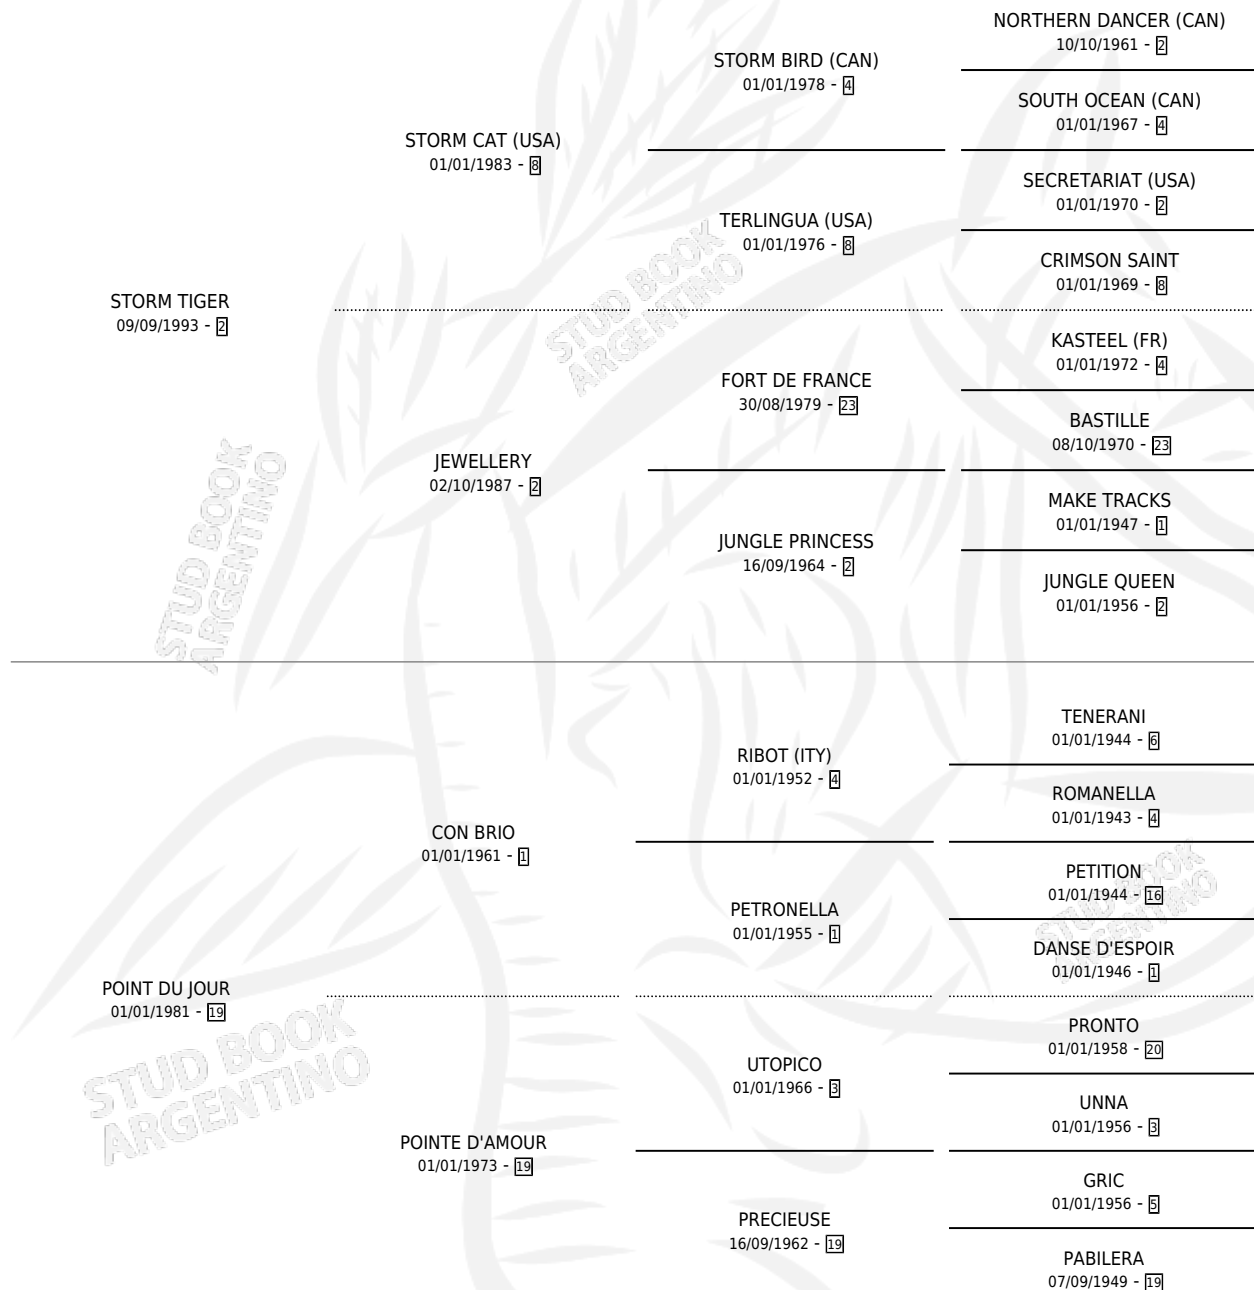 NORTHERN DANCER (CAN)
10/10/1961 - 2
STORM BIRD (CAN)
01/01/1978 - 4
SOUTH OCEAN (CAN)
01/01/1967 - 4
STORM CAT (USA)
01/01/1983 - 8
SECRETARIAT (USA)
01/01/1970 - 2
TERLINGUA (USA)
01/01/1976 - 8
CRIMSON SAINT
01/01/1969 - 8
STORM TIGER
09/09/1993 - 2
KASTEEL (FR)
01/01/1972 - 4
FORT DE FRANCE
30/08/1979 - 23
BASTILLE
08/10/1970 - 23
JEWELLERY
02/10/1987 - 2
MAKE TRACKS
01/01/1947 - 1
JUNGLE PRINCESS
16/09/1964 - 2
JUNGLE QUEEN
01/01/1956 - 2
TENERANI
01/01/1944 - 6
RIBOT (ITY)
01/01/1952 - 4
ROMANELLA
01/01/1943 - 4
CON BRIO
01/01/1961 - 1
PETITION
01/01/1944 - 16
PETRONELLA
01/01/1955 - 1
DANSE D'ESPOIR
01/01/1946 - 1
POINT DU JOUR
01/01/1981 - 19
PRONTO
01/01/1958 - 20
UTOPICO
01/01/1966 - 3
UNNA
01/01/1956 - 3
POINTE D'AMOUR
01/01/1973 - 19
GRIC
01/01/1956 - 5
PRECIEUSE
16/09/1962 - 19
PABILERA
07/09/1949 - 19
STUD BOOK
ARGENTINO
STUD BOOK
ARGENTINO
STUD BOOK
ARGENTINO
STUD BOOK
ARGENTINO